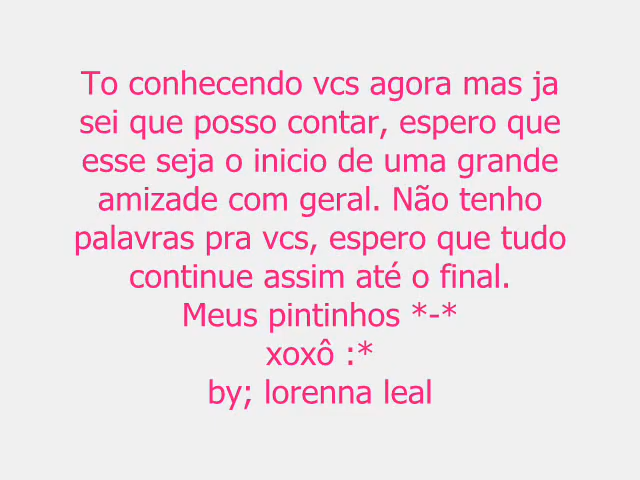 To conhecendo vcs agora mas ja
sei que posso contar, espero que
esse seja o inicio de uma grande
amizade com geral. Não tenho
palavras pra vcs, espero que tudo
continue assim até o final.
Meus pintinhos *-*
xoxô :*
by; lorenna leal